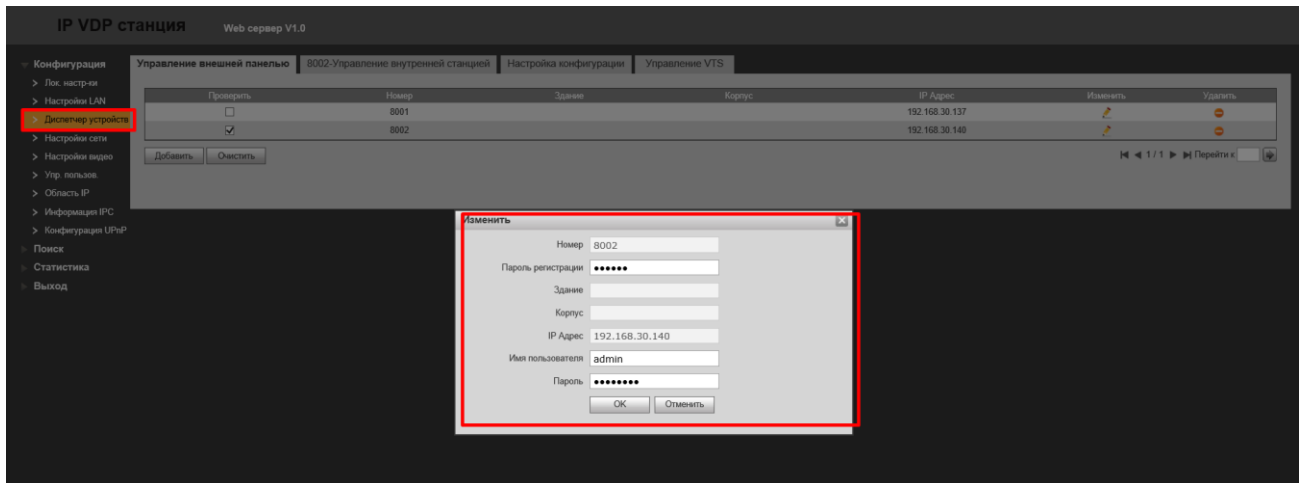 IP VDP станция Web сервер V1.0
Конфигурация
Лок. настр-ки
Настройки LAN
Диспетчер устройств
Настройки сети
Настройки видео
Упр. пользов.
Область IP
Информация IPC
Конфигурация UPnP
Поиск
Статистика
Выход
Управление внешней панелью 8002-Управление внутренней станцией Настройка конфигурации Управление VTS
Проверить Номер Здание Корпус IP Адрес Изменить Удалить
8001 192.168.30.137
8002 192.168.30.140
Добавить Очистить 1 / 1 Перейти к
Изменить
Номер 8002
Пароль регистрации ••••••
Здание
Корпус
IP Адрес 192.168.30.140
Имя пользователя admin
Пароль ••••••••
OK Отменить